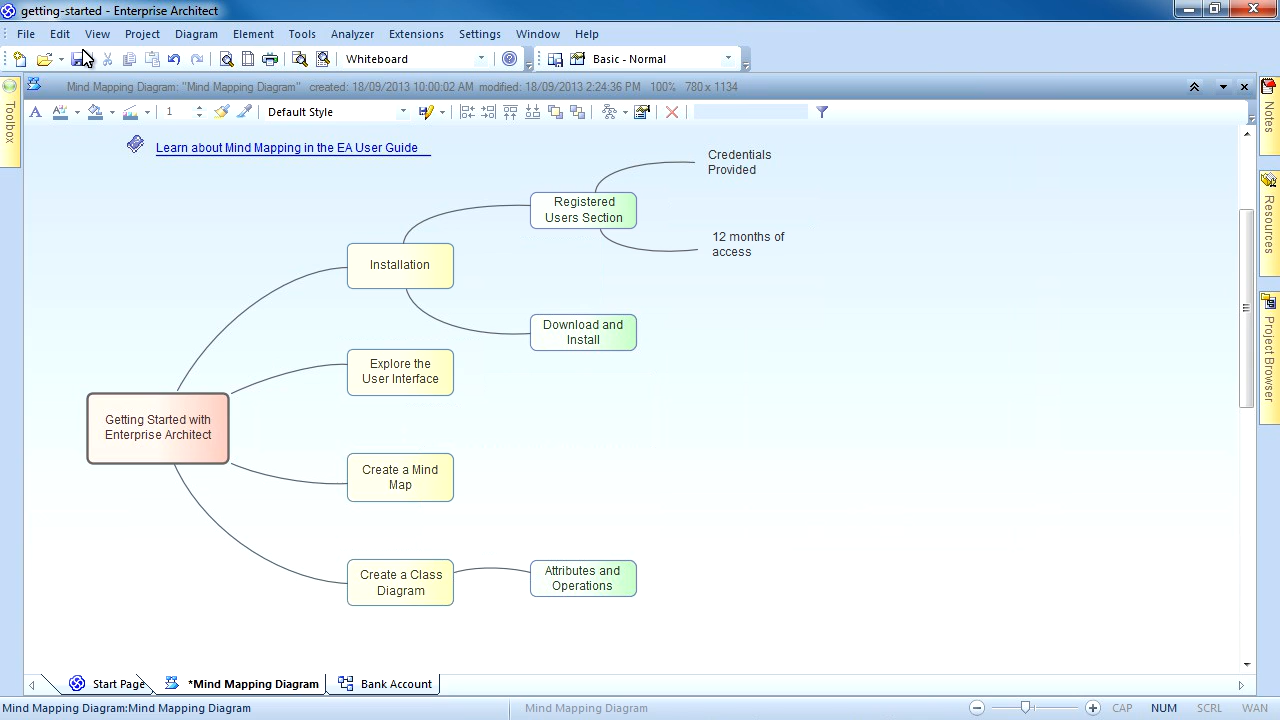 getting-started - Enterprise Architect
File Edit View Project Diagram Element Tools Analyzer Extensions Settings Window Help
Whiteboard Basic - Normal
Mind Mapping Diagram: "Mind Mapping Diagram" created: 18/09/2013 10:00:02 AM modified: 18/09/2013 2:24:36 PM 100% 780 x 1134
1 Default Style
Toolbox
Notes
Resources
Project Browser
Learn about Mind Mapping in the EA User Guide
Credentials
Provided
Registered
Users Section
12 months of
access
Installation
Download and
Install
Explore the
User Interface
Getting Started with
Enterprise Architect
Create a Mind
Map
Create a Class
Diagram
Attributes and
Operations
Start Page *Mind Mapping Diagram Bank Account
Mind Mapping Diagram:Mind Mapping Diagram Mind Mapping Diagram CAP NUM SCRL WAN